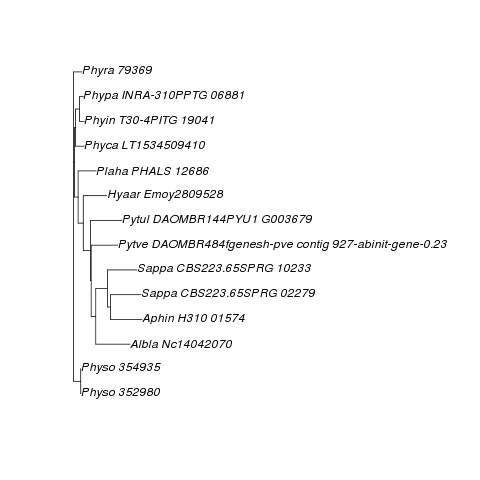 Phyra 79369
Phypa INRA-310PPTG 06881
Phyin T30-4PITG 19041
Phyca LT1534509410
Plaha PHALS 12686
Hyaar Emoy2809528
Pytul DAOMBR144PYU1 G003679
Pytve DAOMBR484fgenesh-pve contig 927-abinit-gene-0.23
Sappa CBS223.65SPRG 10233
Sappa CBS223.65SPRG 02279
Aphin H310 01574
Albla Nc14042070
Physo 354935
Physo 352980